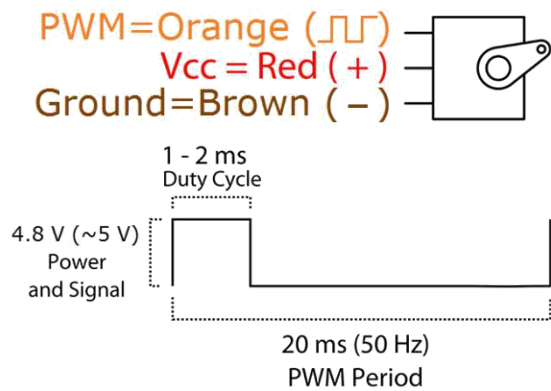 PWM=Orange (⎍⎍)
Vcc = Red ( + )
Ground=Brown ( − )
1 - 2 ms
Duty Cycle
4.8 V (~5 V)
Power
and Signal
20 ms (50 Hz)
PWM Period